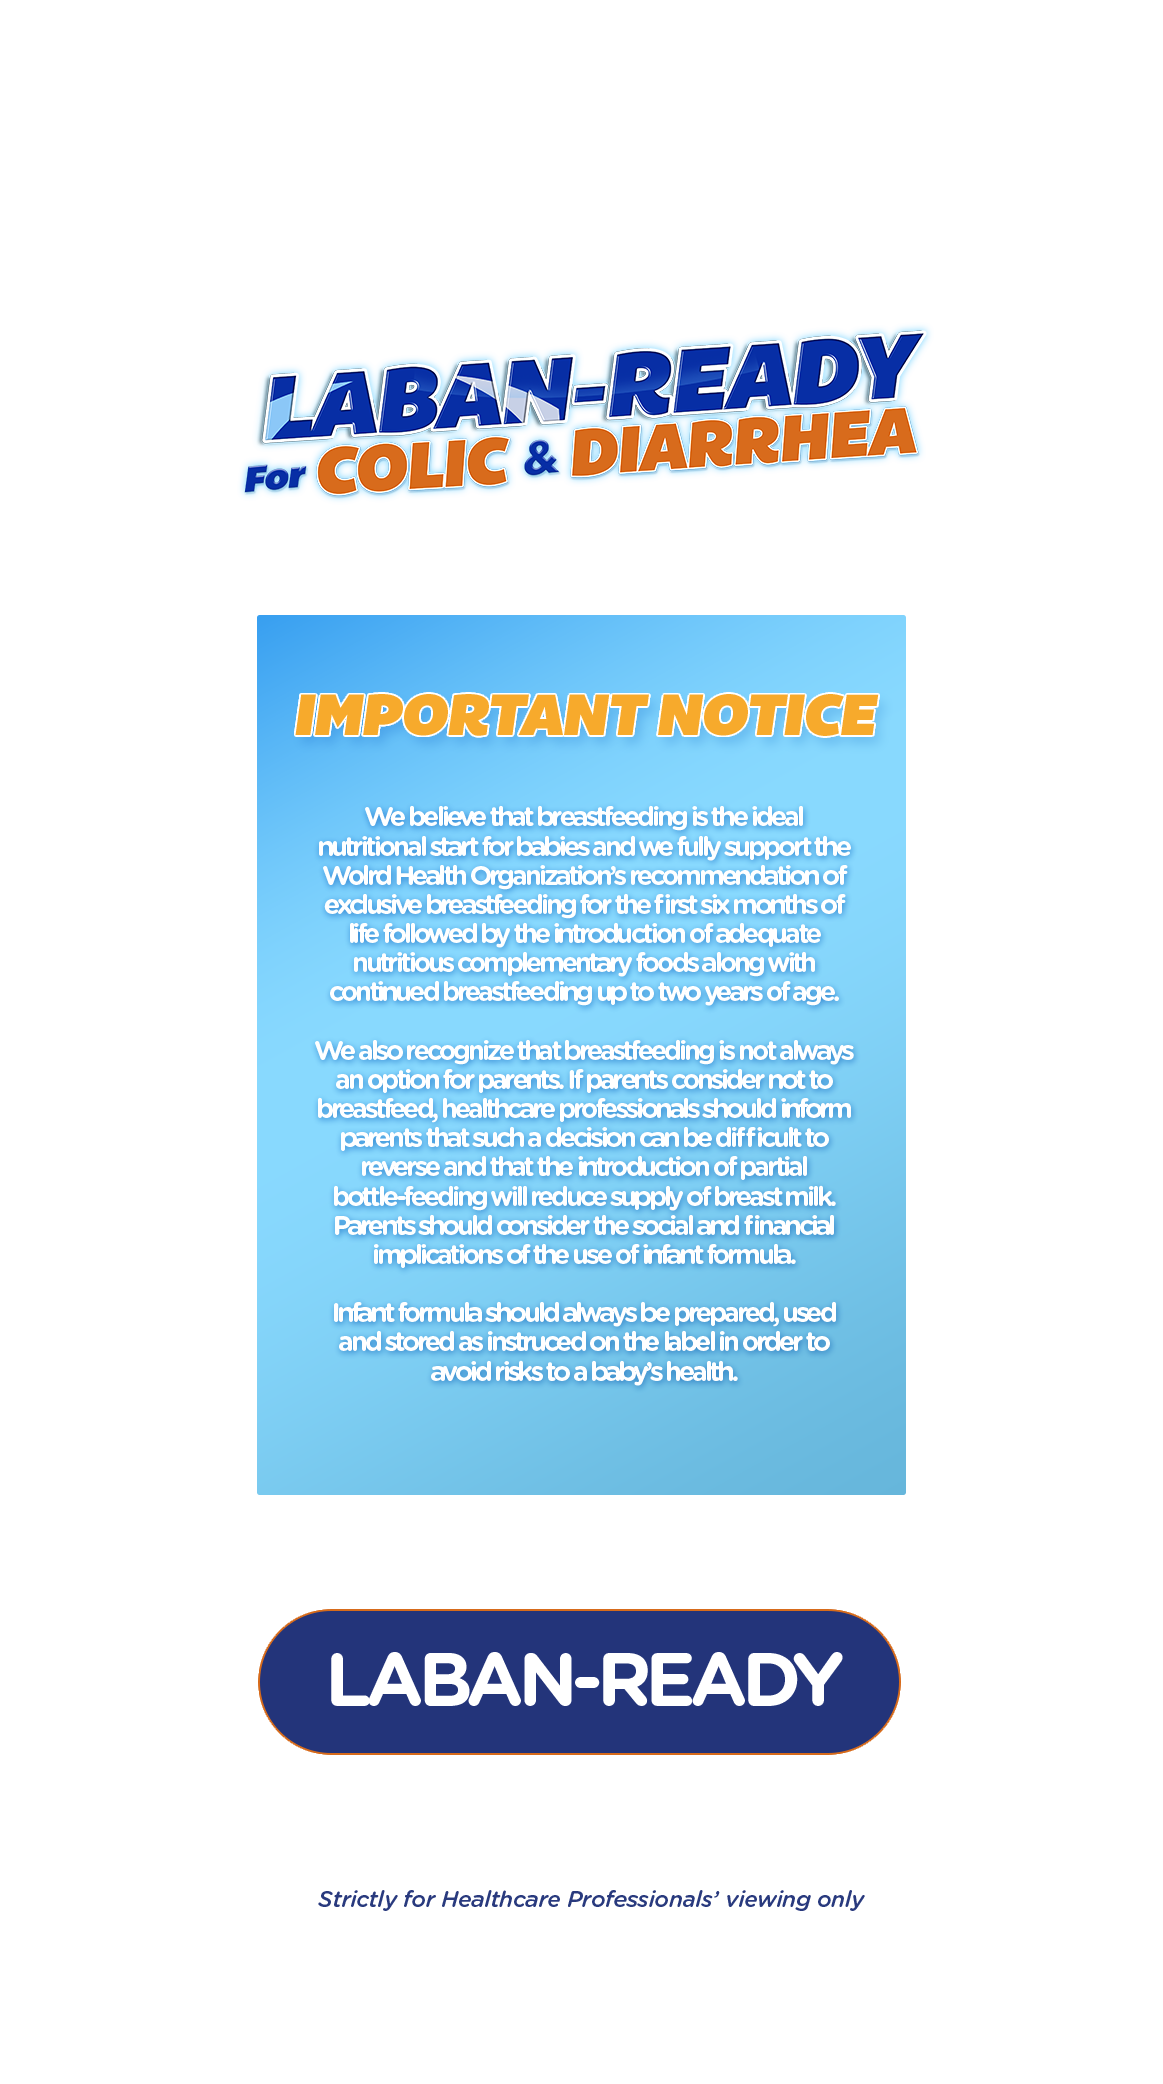 LABAN-READY
For COLIC & DIARRHEA
IMPORTANT NOTICE
We believe that breastfeeding is the ideal
nutritional start for babies and we fully support the
Wolrd Health Organization’s recommendation of
exclusive breastfeeding for the first six months of
life followed by the introduction of adequate
nutritious complementary foods along with
continued breastfeeding up to two years of age.
We also recognize that breastfeeding is not always
an option for parents. If parents consider not to
breastfeed, healthcare professionals should inform
parents that such a decision can be difficult to
reverse and that the introduction of partial
bottle-feeding will reduce supply of breast milk.
Parents should consider the social and financial
implications of the use of infant formula.
Infant formula should always be prepared, used
and stored as instruced on the label in order to
avoid risks to a baby’s health.
LABAN-READY
Strictly for Healthcare Professionals’ viewing only